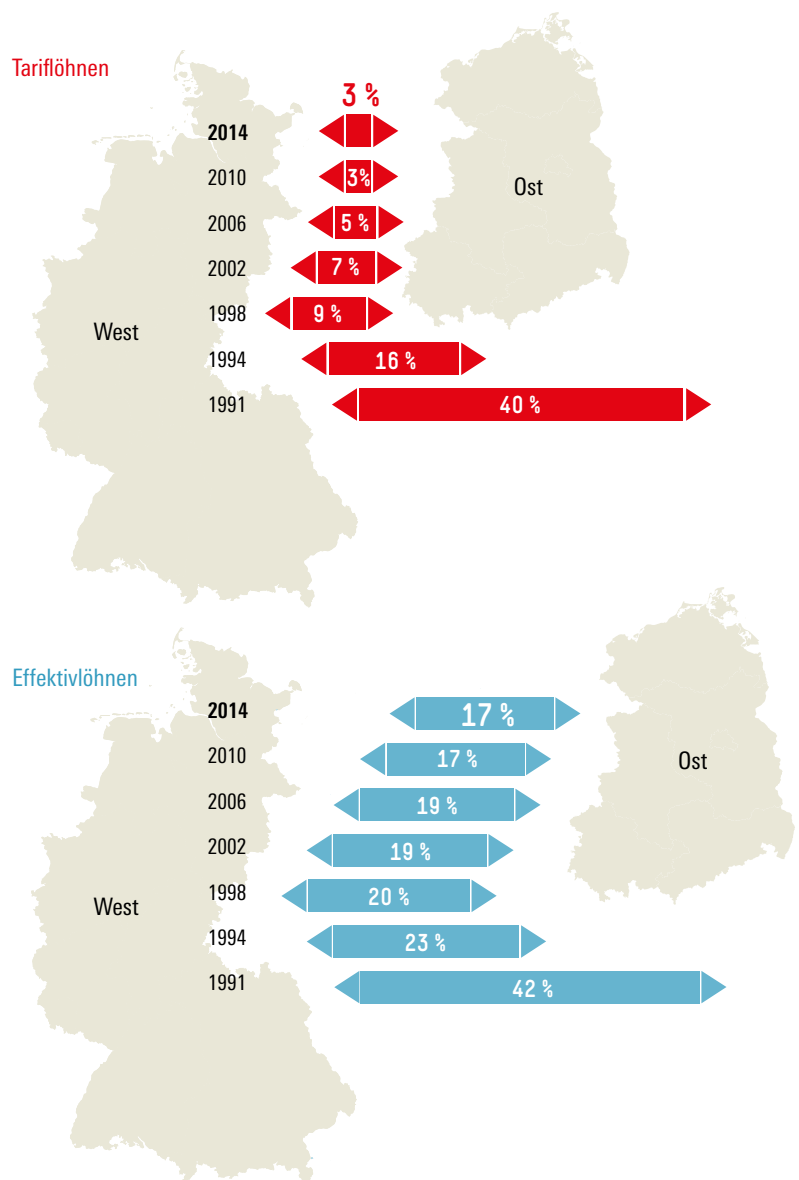 Tariflöhnen
3 %
2014
2010 3%
Ost
2006 5 %
2002 7 %
1998 9 %
West
1994 16 %
1991 40 %
Effektivlöhnen
2014 17 %
2010 17 %
Ost
2006 19 %
2002 19 %
1998 20 %
West
1994 23 %
1991 42 %